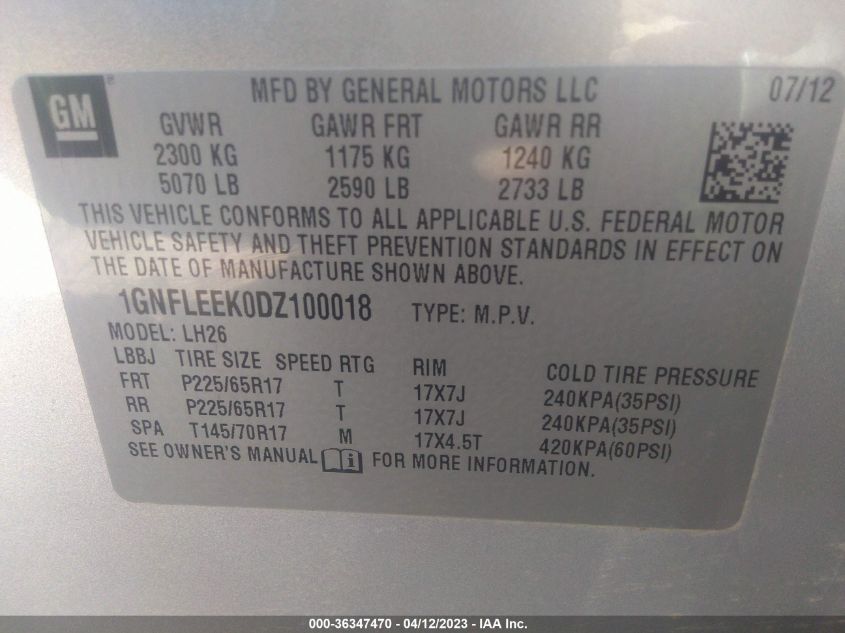 GM ® MFD BY GENERAL MOTORS LLC 07/12
GVWR GAWR FRT GAWR RR
2300 KG 1175 KG 1240 KG
5070 LB 2590 LB 2733 LB
THIS VEHICLE CONFORMS TO ALL APPLICABLE U.S. FEDERAL MOTOR
VEHICLE SAFETY AND THEFT PREVENTION STANDARDS IN EFFECT ON
THE DATE OF MANUFACTURE SHOWN ABOVE.
1GNFLEEK0DZ100018 TYPE: M.P.V.
MODEL: LH26
LBBJ TIRE SIZE SPEED RTG RIM COLD TIRE PRESSURE
FRT P225/65R17 T 17X7J 240KPA(35PSI)
RR P225/65R17 T 17X7J 240KPA(35PSI)
SPA T145/70R17 M 17X4.5T 420KPA(60PSI)
SEE OWNER'S MANUAL i FOR MORE INFORMATION.
000-36347470 - 04/12/2023 - IAA Inc.